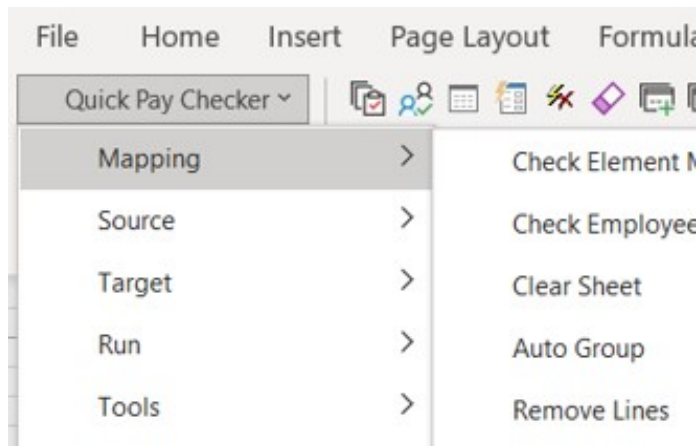 File Home Insert Page Layout
Quick Pay Checker
Mapping
Source
Target
Run
Tools
Check Element
Check Employee
Clear Sheet
Auto Group
Remove Lines